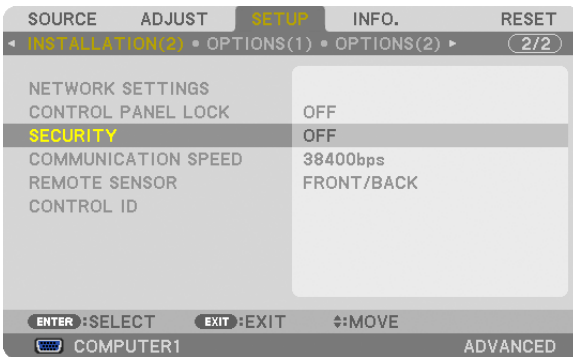 SOURCE ADJUST SETUP INFO. RESET
◄ INSTALLATION(2) • OPTIONS(1) • OPTIONS(2) ► 2/2
NETWORK SETTINGS
CONTROL PANEL LOCK OFF
SECURITY OFF
COMMUNICATION SPEED 38400bps
REMOTE SENSOR FRONT/BACK
CONTROL ID
ENTER :SELECT EXIT :EXIT :MOVE
COMPUTER1 ADVANCED